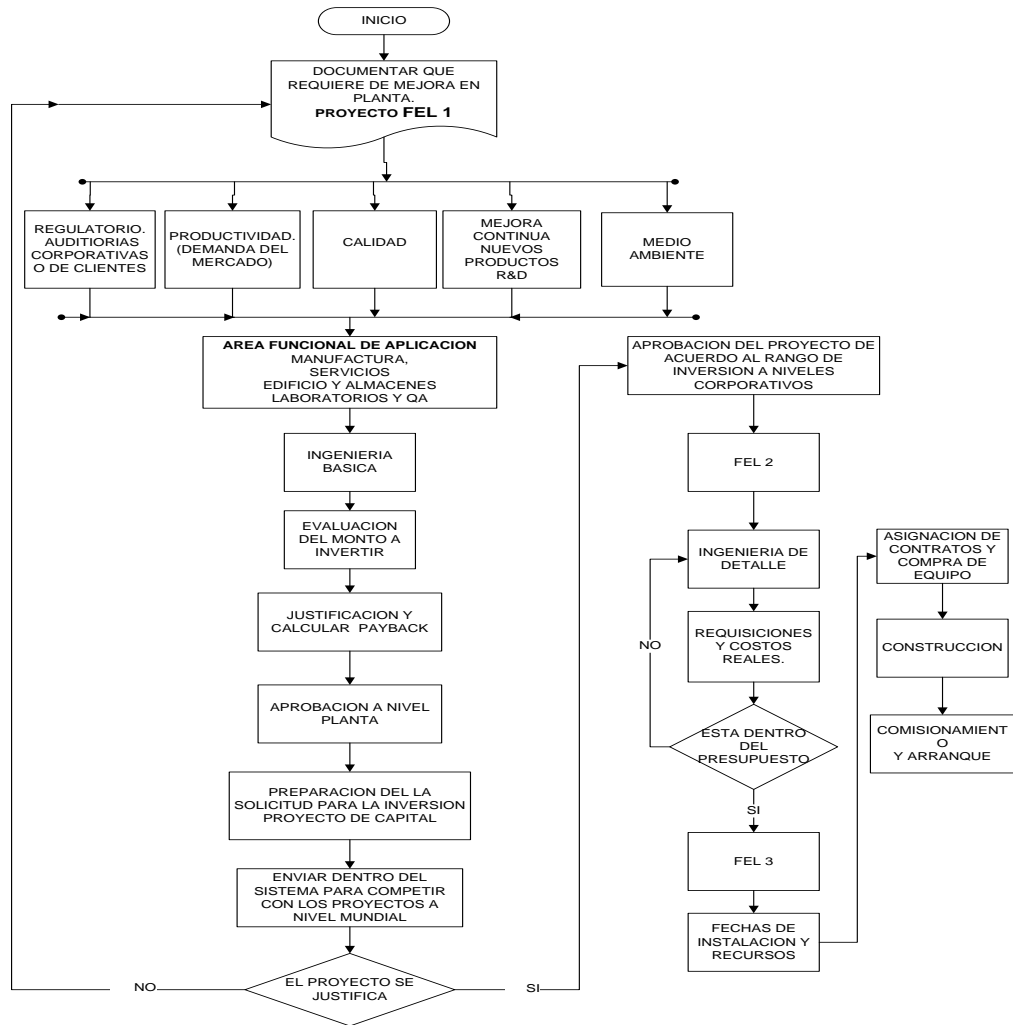 INICIO
DOCUMENTAR QUE
REQUIERE DE MEJORA EN
PLANTA.
PROYECTO FEL 1
REGULATORIO.
AUDITORIAS
CORPORATIVAS
O DE CLIENTES
PRODUCTIVIDAD.
(DEMANDA DEL
MERCADO)
CALIDAD
MEJORA
CONTINUA
NUEVOS
PRODUCTOS
R&D
MEDIO
AMBIENTE
AREA FUNCIONAL DE APLICACION
MANUFACTURA,
SERVICIOS
EDIFICIO Y ALMACENES
LABORATORIOS Y QA
INGENIERIA
BASICA
EVALUACION
DEL MONTO A
INVERTIR
JUSTIFICACION Y
CALCULAR PAYBACK
APROBACION A NIVEL
PLANTA
PREPARACION DEL LA
SOLICITUD PARA LA INVERSION
PROYECTO DE CAPITAL
ENVIAR DENTRO DEL
SISTEMA PARA COMPETIR
CON LOS PROYECTOS A
NIVEL MUNDIAL
EL PROYECTO SE
JUSTIFICA
NO
SI
APROBACION DEL PROYECTO DE
ACUERDO AL RANGO DE
INVERSION A NIVELES
CORPORATIVOS
FEL 2
INGENIERIA DE
DETALLE
REQUISICIONES
Y COSTOS
REALES.
NO
ESTA DENTRO
DEL
PRESUPUESTO
SI
FEL 3
FECHAS DE
INSTALACION Y
RECURSOS
ASIGNACION DE
CONTRATOS Y
COMPRA DE
EQUIPO
CONSTRUCCION
COMISIONAMIENT
O
Y ARRANQUE